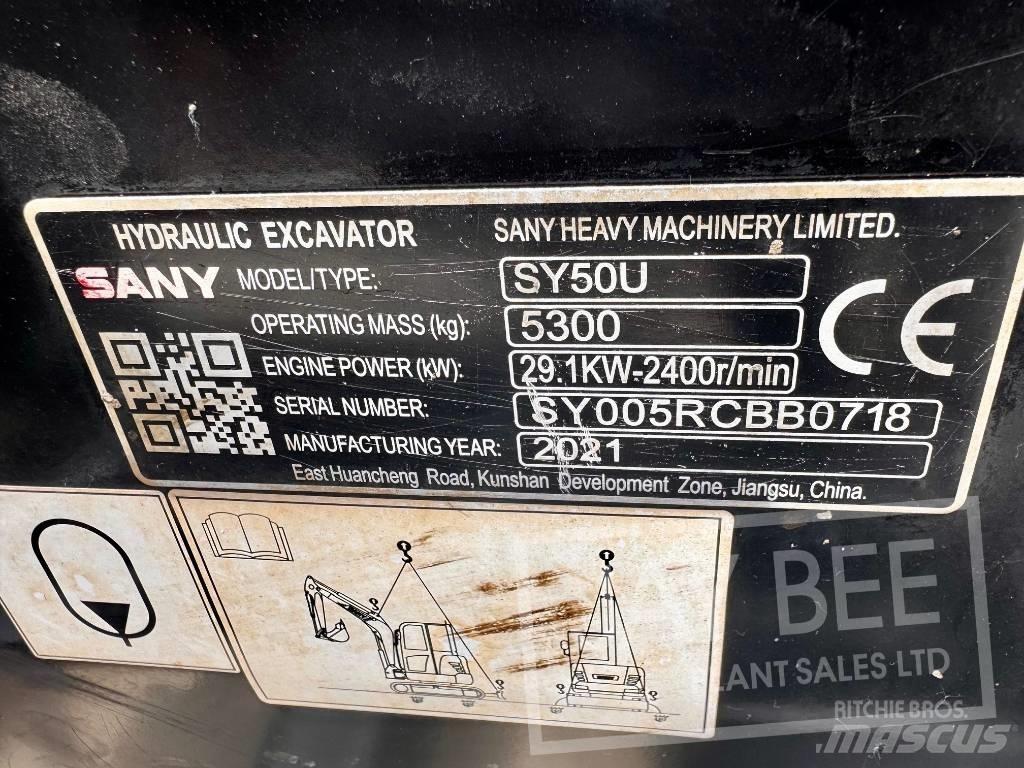 HYDRAULIC EXCAVATOR SANY HEAVY MACHINERY LIMITED.
SANY MODEL/TYPE: SY50U
OPERATING MASS (kg): 5300
ENGINE POWER (kW): 29.1KW-2400r/min
SERIAL NUMBER: SY005RCBB0718
MANUFACTURING YEAR: 2021
East Huancheng Road, Kunshan Development Zone, Jiangsu, China.
CE
BEE
PLANT SALES LTD
RITCHIE BROS.
MASCUS